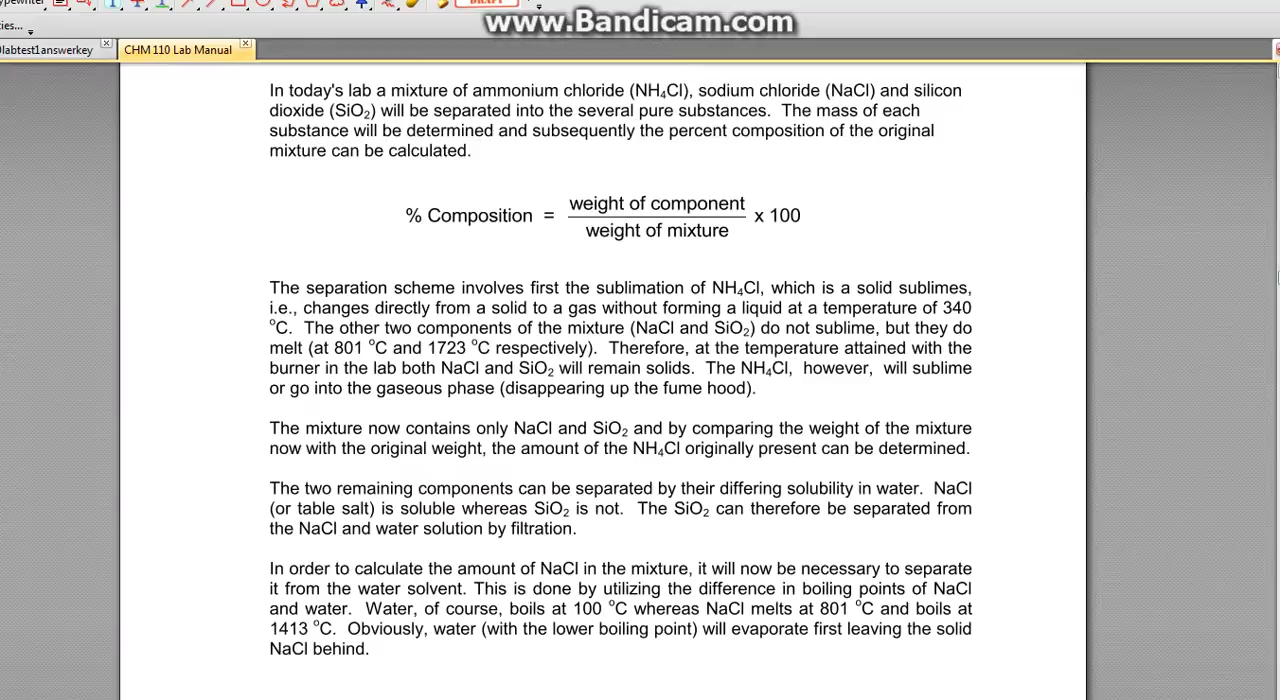 www.Bandicam.com
DRAFT
ies...
labtest1answerkey
CHM 110 Lab Manual
In today's lab a mixture of ammonium chloride (NH₄Cl), sodium chloride (NaCl) and silicon
dioxide (SiO₂) will be separated into the several pure substances. The mass of each
substance will be determined and subsequently the percent composition of the original
mixture can be calculated.
% Composition = weight of component
weight of mixture
x 100
The separation scheme involves first the sublimation of NH₄Cl, which is a solid sublimes,
i.e., changes directly from a solid to a gas without forming a liquid at a temperature of 340
°C. The other two components of the mixture (NaCl and SiO₂) do not sublime, but they do
melt (at 801 °C and 1723 °C respectively). Therefore, at the temperature attained with the
burner in the lab both NaCl and SiO₂ will remain solids. The NH₄Cl, however, will sublime
or go into the gaseous phase (disappearing up the fume hood).
The mixture now contains only NaCl and SiO₂ and by comparing the weight of the mixture
now with the original weight, the amount of the NH₄Cl originally present can be determined.
The two remaining components can be separated by their differing solubility in water. NaCl
(or table salt) is soluble whereas SiO₂ is not. The SiO₂ can therefore be separated from
the NaCl and water solution by filtration.
In order to calculate the amount of NaCl in the mixture, it will now be necessary to separate
it from the water solvent. This is done by utilizing the difference in boiling points of NaCl
and water. Water, of course, boils at 100 °C whereas NaCl melts at 801 °C and boils at
1413 °C. Obviously, water (with the lower boiling point) will evaporate first leaving the solid
NaCl behind.